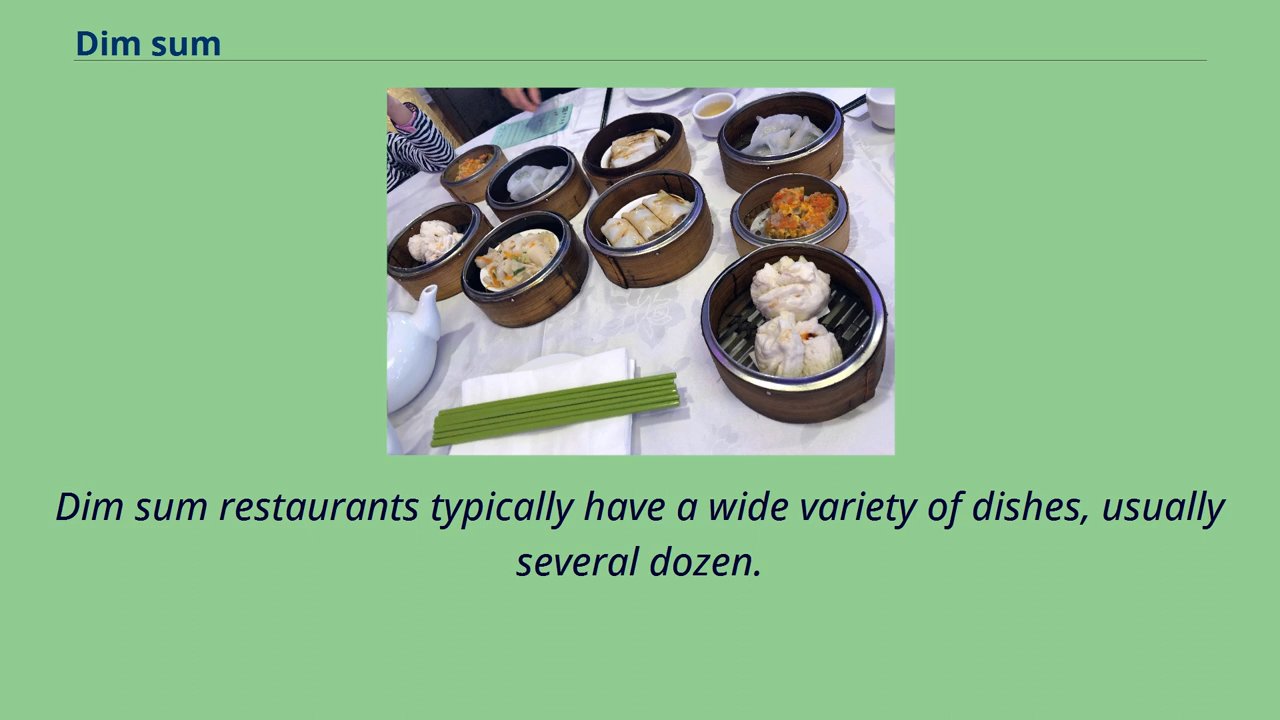 Dim sum
Dim sum restaurants typically have a wide variety of dishes, usually
several dozen.